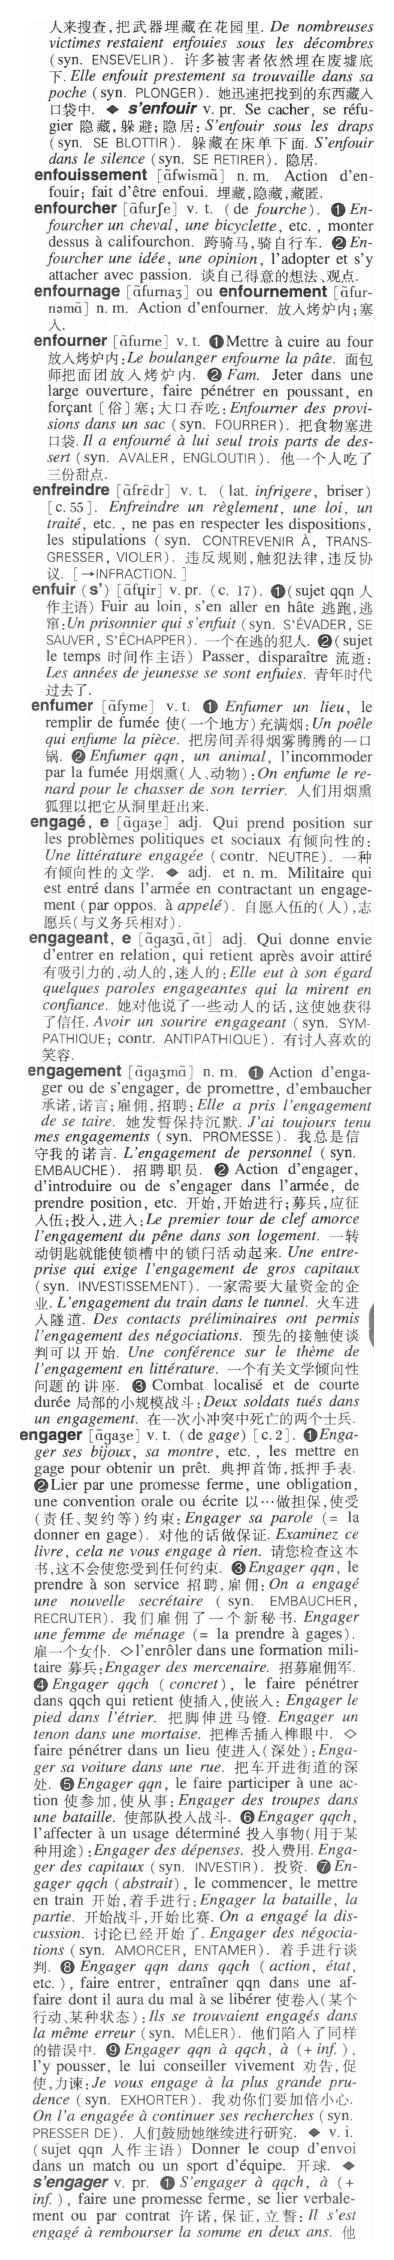 人来搜查,把武器埋藏在花园里. De nombreuses
victimes restaient enfouies sous les décombres
(syn. ENSEVELIR). 许多被害者依然埋在废墟底
下. Elle enfouit prestement sa trouvaille dans sa
poche (syn. PLONGER). 她迅速把找到的东西藏入
口袋中. ◆ s'enfouir v. pr. Se cacher, se réfu-
gier 隐藏,躲避;隐居: S'enfouir sous les draps
(syn. SE BLOTTIR). 躲藏在床单下面. S'enfouir
dans le silence (syn. SE RETIRER). 隐居.
enfouissement [ɑ̃fwismɑ̃] n. m. Action d'en-
fouir; fait d'être enfoui. 埋藏,隐藏,藏匿.
enfourcher [ɑ̃furʃe] v. t. (de fourche). ❶ En-
fourcher un cheval, une bicyclette, etc., monter
dessus à califourchon. 跨骑马,骑自行车. ❷ En-
fourcher une idée, une opinion, l'adopter et s'y
attacher avec passion. 谈自己得意的想法、观点.
enfournage [ɑ̃furnaʒ] ou enfournement [ɑ̃fur-
nəmɑ̃] n. m. Action d'enfourner. 放入烤炉内;塞
入.
enfourner [ɑ̃furne] v. t. ❶ Mettre à cuire au four
放入烤炉内: Le boulanger enfourne la pâte. 面包
师把面团放入烤炉内. ❷ Fam. Jeter dans une
large ouverture, faire pénétrer en poussant, en
forçant [俗]塞;大口吞吃: Enfourner des provi-
sions dans un sac (syn. FOURRER). 把食物塞进
口袋. Il a enfourné à lui seul trois parts de des-
sert (syn. AVALER, ENGLOUTIR). 他一个人吃了
三份甜点.
enfreindre [ɑ̃frɛ̃dr] v. t. (lat. infrigere, briser)
[c. 55]. Enfreindre un règlement, une loi, un
traité, etc., ne pas en respecter les dispositions,
les stipulations (syn. CONTREVENIR À, TRANS-
GRESSER, VIOLER). 违反规则,触犯法律,违反协
议. [→INFRACTION.]
enfuir (s') [ɑ̃fɥir] v. pr. (c. 17). ❶ (sujet qqn 人
作主语) Fuir au loin, s'en aller en hâte 逃跑,逃
窜: Un prisonnier qui s'enfuit (syn. S'ÉVADER, SE
SAUVER, S'ÉCHAPPER). 一个在逃的犯人. ❷ (sujet
le temps 时间作主语) Passer, disparaître 流逝:
Les années de jeunesse se sont enfuies. 青年时代
过去了.
enfumer [ɑ̃fyme] v. t. ❶ Enfumer un lieu, le
remplir de fumée 使(一个地方)充满烟: Un poêle
qui enfume la pièce. 把房间弄得烟雾腾腾的一口
锅. ❷ Enfumer qqn, un animal, l'incommoder
par la fumée 用烟熏(人、动物): On enfume le re-
nard pour le chasser de son terrier. 人们用烟熏
狐狸以把它从洞里赶出来.
engagé, e [ɑ̃gaʒe] adj. Qui prend position sur
les problèmes politiques et sociaux 有倾向性的:
Une littérature engagée (contr. NEUTRE). 一种
有倾向性的文学. ◆ adj. et n. m. Militaire qui
est entré dans l'armée en contractant un engage-
ment (par oppos. à appelé). 自愿入伍的(人),志
愿兵(与义务兵相对).
engageant, e [ɑ̃gaʒɑ̃,ɑ̃t] adj. Qui donne envie
d'entrer en relation, qui retient après avoir attiré
有吸引力的,动人的,迷人的: Elle eut à son égard
quelques paroles engageantes qui la mirent en
confiance. 她对他说了一些动人的话,这使她获得
了信任. Avoir un sourire engageant (syn. SYM-
PATHIQUE; contr. ANTIPATHIQUE). 有讨人喜欢的
笑容.
engagement [ɑ̃gaʒmɑ̃] n. m. ❶ Action d'enga-
ger ou de s'engager, de promettre, d'embaucher
承诺,诺言;雇佣,招聘: Elle a pris l'engagement
de se taire. 她发誓保持沉默. J'ai toujours tenu
mes engagements (syn. PROMESSE). 我总是信
守我的诺言. L'engagement de personnel (syn.
EMBAUCHE). 招聘职员. ❷ Action d'engager,
d'introduire ou de s'engager dans l'armée, de
prendre position, etc. 开始,开始进行;募兵,应征
入伍;投入,进入: Le premier tour de clef amorce
l'engagement du pêne dans son logement. 一转
动钥匙就能使锁槽中的锁闩活动起来. Une entre-
prise qui exige l'engagement de gros capitaux
(syn. INVESTISSEMENT). 一家需要大量资金的企
业. L'engagement du train dans le tunnel. 火车进
入隧道. Des contacts préliminaires ont permis
l'engagement des négociations. 预先的接触使谈
判可以开始. Une conférence sur le thème de
l'engagement en littérature. 一个有关文学倾向性
问题的讲座. ❸ Combat localisé et de courte
durée 局部的小规模战斗: Deux soldats tués dans
un engagement. 在一次小冲突中死亡的两个士兵.
engager [ɑ̃gaʒe] v. t. (de gage) [c. 2]. ❶ Enga-
ger ses bijoux, sa montre, etc., les mettre en
gage pour obtenir un prêt. 典押首饰,抵押手表.
❷ Lier par une promesse ferme, une obligation,
une convention orale ou écrite 以…做担保,使受
(责任、契约等)约束: Engager sa parole (= la
donner en gage). 对他的话做保证. Examinez ce
livre, cela ne vous engage à rien. 请您检查这本
书,这不会使您受到任何约束. ❸ Engager qqn, le
prendre à son service 招聘,雇佣: On a engagé
une nouvelle secrétaire (syn. EMBAUCHER,
RECRUTER). 我们雇佣了一个新秘书. Engager
une femme de ménage (= la prendre à gages).
雇一个女仆. ◇ l'enrôler dans une formation mili-
taire 募兵: Engager des mercenaire. 招募雇佣军.
❹ Engager qqch (concret), le faire pénétrer
dans qqch qui retient 使插入,使嵌入: Engager le
pied dans l'étrier. 把脚伸进马镫. Engager un
tenon dans une mortaise. 把榫舌插入榫眼中. ◇
faire pénétrer dans un lieu 使进入(深处): Enga-
ger sa voiture dans une rue. 把车开进街道的深
处. ❺ Engager qqn, le faire participer à une ac-
tion 使参加,使从事: Engager des troupes dans
une bataille. 使部队投入战斗. ❻ Engager qqch,
l'affecter à un usage déterminé 投入事物(用于某
种用途): Engager des dépenses. 投入费用. Enga-
ger des capitaux (syn. INVESTIR). 投资. ❼ En-
gager qqch (abstrait), le commencer, le mettre
en train 开始,着手进行: Engager la bataille, la
partie. 开始战斗,开始比赛. On a engagé la dis-
cussion. 讨论已经开始了. Engager des négocia-
tions (syn. AMORCER, ENTAMER). 着手进行谈
判. ❽ Engager qqn dans qqch (action, état,
etc.), faire entrer, entraîner qqn dans une af-
faire dont il aura du mal à se libérer 使卷入(某个
行动、某种状态): Ils se trouvaient engagés dans
la même erreur (syn. MÊLER). 他们陷入了同样
的错误中. ❾ Engager qqn à qqch, à (+ inf.),
l'y pousser, le lui conseiller vivement 劝告,促
使,力谏: Je vous engage à la plus grande pru-
dence (syn. EXHORTER). 我劝你们要加倍小心.
On l'a engagée à continuer ses recherches (syn.
PRESSER DE). 人们鼓励她继续进行研究. ◆ v. i.
(sujet qqn 人作主语) Donner le coup d'envoi
dans un match ou un sport d'équipe. 开球. ◆
s'engager v. pr. ❶ S'engager à qqch, à (+
inf.), faire une promesse ferme, se lier verbale-
ment ou par contrat 许诺,保证,立誓: Il s'est
engagé à rembourser la somme en deux ans. 他